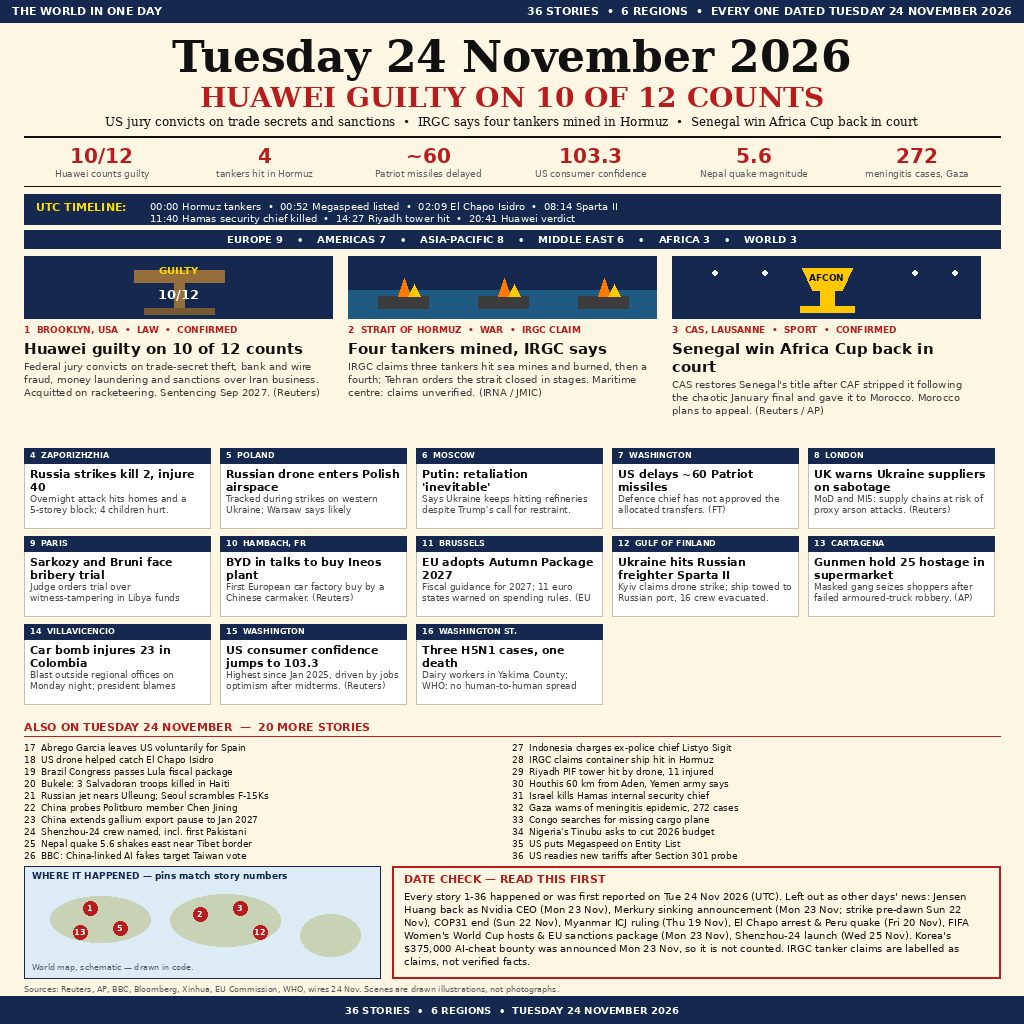 THE WORLD IN ONE DAY
36 STORIES • 6 REGIONS • EVERY ONE DATED TUESDAY 24 NOVEMBER 2026
Tuesday 24 November 2026
HUAWEI GUILTY ON 10 OF 12 COUNTS
US jury convicts on trade secrets and sanctions • IRGC says four tankers mined in Hormuz • Senegal win Africa Cup back in court
10/12
Huawei counts guilty
4
tankers hit in Hormuz
~60
Patriot missiles delayed
103.3
US consumer confidence
5.6
Nepal quake magnitude
272
meningitis cases, Gaza
UTC TIMELINE:
00:00 Hormuz tankers • 00:52 Megaspeed listed • 02:09 El Chapo Isidro • 08:14 Sparta II
11:40 Hamas security chief killed • 14:27 Riyadh tower hit • 20:41 Huawei verdict
EUROPE 9 • AMERICAS 7 • ASIA-PACIFIC 8 • MIDDLE EAST 6 • AFRICA 3 • WORLD 3
GUILTY
10/12
1 BROOKLYN, USA • LAW • CONFIRMED
Huawei guilty on 10 of 12 counts
Federal jury convicts on trade-secret theft, bank and wire
fraud, money laundering and sanctions over Iran business.
Acquitted on racketeering. Sentencing Sep 2027. (Reuters)
2 STRAIT OF HORMUZ • WAR • IRGC CLAIM
Four tankers mined, IRGC says
IRGC claims three tankers hit sea mines and burned, then a
fourth; Tehran orders the strait closed in stages. Maritime
centre: claims unverified. (IRNA / JMIC)
AFCON
3 CAS, LAUSANNE • SPORT • CONFIRMED
Senegal win Africa Cup back in
court
CAS restores Senegal's title after CAF stripped it following
the chaotic January final and gave it to Morocco. Morocco
plans to appeal. (Reuters / AP)
4 ZAPORIZHZHIA
Russia strikes kill 2, injure
40
Overnight attack hits homes and a
5-storey block; 4 children hurt.
5 POLAND
Russian drone enters Polish
airspace
Tracked during strikes on western
Ukraine; Warsaw says likely
6 MOSCOW
Putin: retaliation
'inevitable'
Says Ukraine keeps hitting refineries
despite Trump's call for restraint.
7 WASHINGTON
US delays ~60 Patriot
missiles
Defence chief has not approved the
allocated transfers. (FT)
8 LONDON
UK warns Ukraine suppliers
on sabotage
MoD and MI5: supply chains at risk of
proxy arson attacks. (Reuters)
9 PARIS
Sarkozy and Bruni face
bribery trial
Judge orders trial over
witness-tampering in Libya funds
10 HAMBACH, FR
BYD in talks to buy Ineos
plant
First European car factory buy by a
Chinese carmaker. (Reuters)
11 BRUSSELS
EU adopts Autumn Package
2027
Fiscal guidance for 2027; 11 euro
states warned on spending rules. (EU
12 GULF OF FINLAND
Ukraine hits Russian
freighter Sparta II
Kyiv claims drone strike; ship towed to
Russian port, 16 crew evacuated.
13 CARTAGENA
Gunmen hold 25 hostage in
supermarket
Masked gang seizes shoppers after
failed armoured-truck robbery. (AP)
14 VILLAVICENCIO
Car bomb injures 23 in
Colombia
Blast outside regional offices on
Monday night; president blames
15 WASHINGTON
US consumer confidence
jumps to 103.3
Highest since Jan 2025, driven by jobs
optimism after midterms. (Reuters)
16 WASHINGTON ST.
Three H5N1 cases, one
death
Dairy workers in Yakima County;
WHO: no human-to-human spread
ALSO ON TUESDAY 24 NOVEMBER — 20 MORE STORIES
17 Abrego Garcia leaves US voluntarily for Spain
18 US drone helped catch El Chapo Isidro
19 Brazil Congress passes Lula fiscal package
20 Bukele: 3 Salvadoran troops killed in Haiti
21 Russian jet nears Ulleung; Seoul scrambles F-15Ks
22 China probes Politburo member Chen Jining
23 China extends gallium export pause to Jan 2027
24 Shenzhou-24 crew named, incl. first Pakistani
25 Nepal quake 5.6 shakes east near Tibet border
26 BBC: China-linked AI fakes target Taiwan vote
27 Indonesia charges ex-police chief Listyo Sigit
28 IRGC claims container ship hit in Hormuz
29 Riyadh PIF tower hit by drone, 11 injured
30 Houthis 60 km from Aden, Yemen army says
31 Israel kills Hamas internal security chief
32 Gaza warns of meningitis epidemic, 272 cases
33 Congo searches for missing cargo plane
34 Nigeria's Tinubu asks to cut 2026 budget
35 US puts Megaspeed on Entity List
36 US readies new tariffs after Section 301 probe
WHERE IT HAPPENED — pins match story numbers
1
2
3
13
5
12
World map, schematic — drawn in code.
DATE CHECK — READ THIS FIRST
Every story 1-36 happened or was first reported on Tue 24 Nov 2026 (UTC). Left out as other days' news: Jensen
Huang back as Nvidia CEO (Mon 23 Nov), Merkury sinking announcement (Mon 23 Nov; strike pre-dawn Sun 22
Nov), COP31 end (Sun 22 Nov), Myanmar ICJ ruling (Thu 19 Nov), El Chapo arrest & Peru quake (Fri 20 Nov), FIFA
Women's World Cup hosts & EU sanctions package (Mon 23 Nov), Shenzhou-24 launch (Wed 25 Nov). Korea's
$375,000 AI-cheat bounty was announced Mon 23 Nov, so it is not counted. IRGC tanker claims are labelled as
claims, not verified facts.
Sources: Reuters, AP, BBC, Bloomberg, Xinhua, EU Commission, WHO, wires 24 Nov. Scenes are drawn illustrations, not photographs.
36 STORIES • 6 REGIONS • TUESDAY 24 NOVEMBER 2026